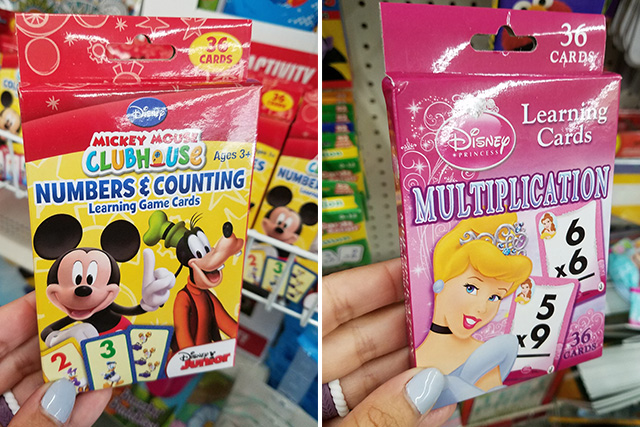 36
CARDS
Disney
MICKEY MOUSE
CLUBHOUSE
Ages 3+
NUMBERS & COUNTING
Learning Game Cards
2
3
Disney
JUNIOR
ACTIVITY
36
CARDS
Learning
Cards
Disney
PRINCESS
MULTIPLICATION
6
x6
5
x9
36
CARDS